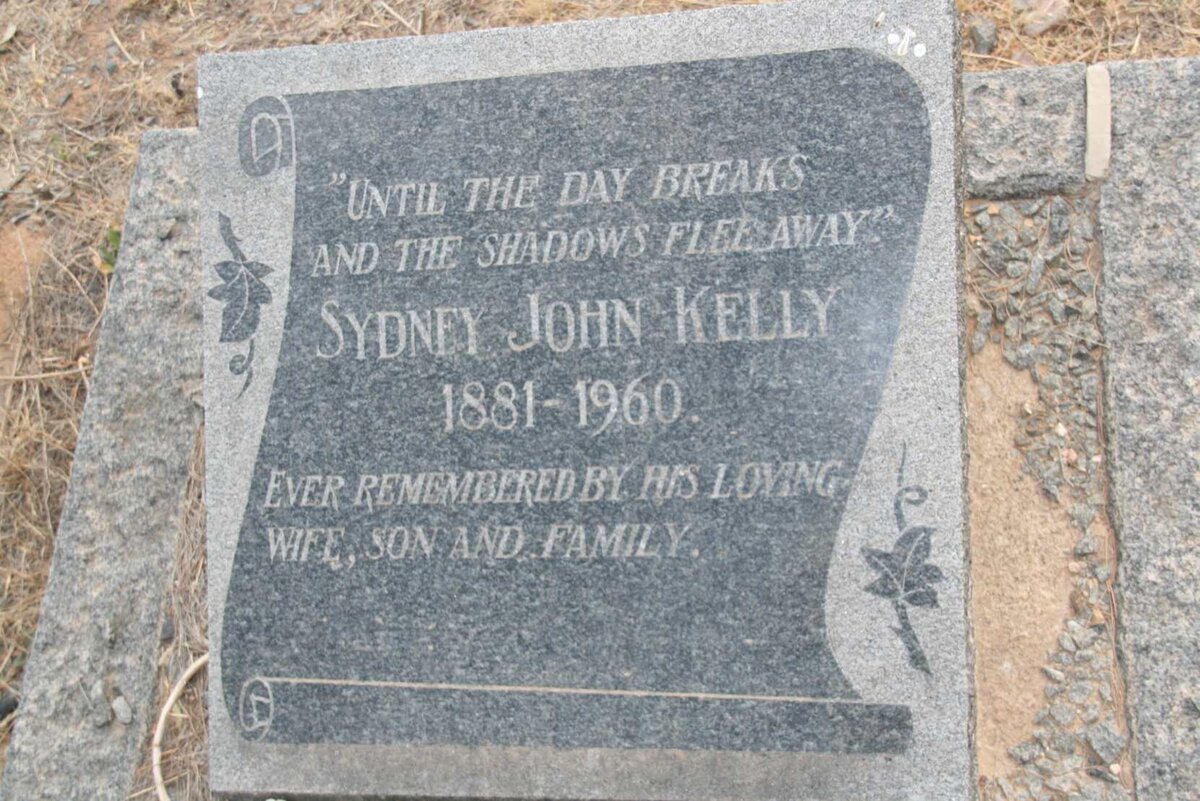 "UNTIL THE DAY BREAKS
AND THE SHADOWS FLEE AWAY"
SYDNEY JOHN KELLY
1881-1960.
EVER REMEMBERED BY HIS LOVING
WIFE, SON AND FAMILY.